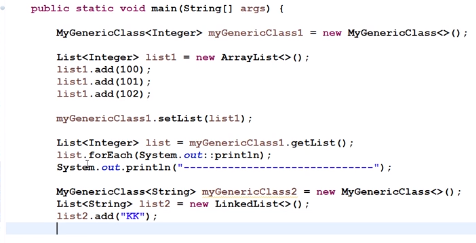 public static void main(String[] args) {
MyGenericClass<Integer> myGenericClass1 = new MyGenericClass<>();
List<Integer> list1 = new ArrayList<>();
list1.add(100);
list1.add(101);
list1.add(102);
myGenericClass1.setList(list1);
List<Integer> list = myGenericClass1.getList();
list.forEach(System.out::println);
System.out.println("------------------------------");
MyGenericClass<String> myGenericClass2 = new MyGenericClass<>();
List<String> list2 = new LinkedList<>();
list2.add("KK");